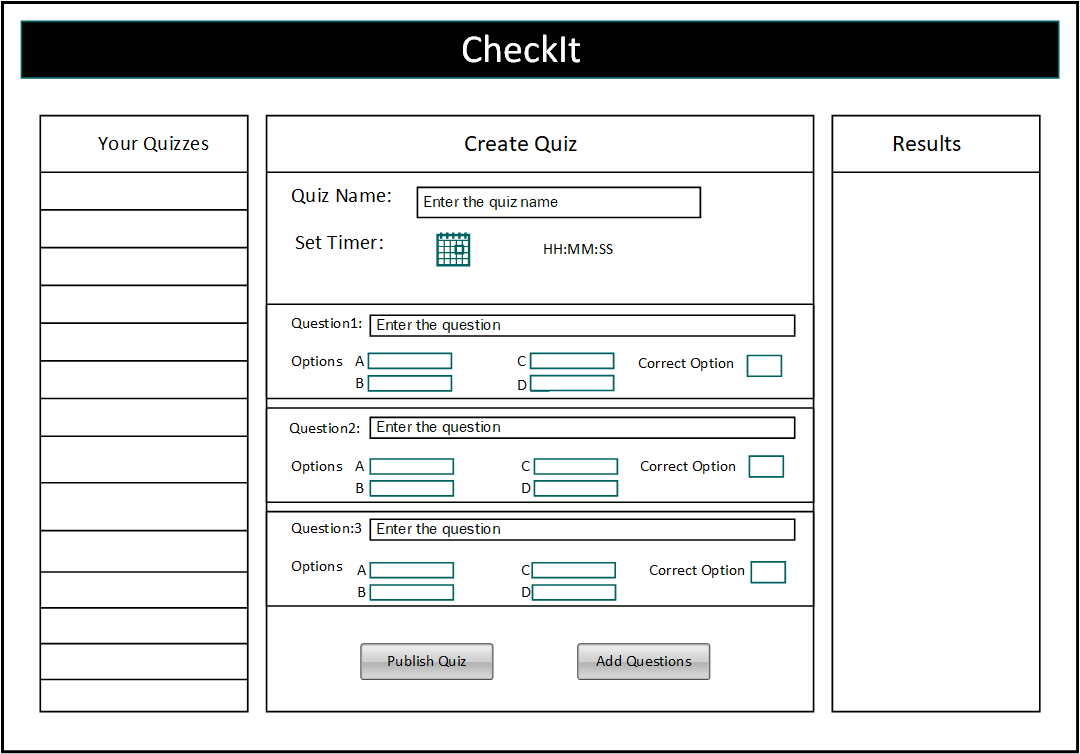 CheckIt
Your Quizzes
Create Quiz
Quiz Name: Enter the quiz name
Set Timer: HH:MM:SS
Question1: Enter the question
Options A C Correct Option
B D
Question2: Enter the question
Options A C Correct Option
B D
Question:3 Enter the question
Options A C Correct Option
B D
Publish Quiz Add Questions
Results